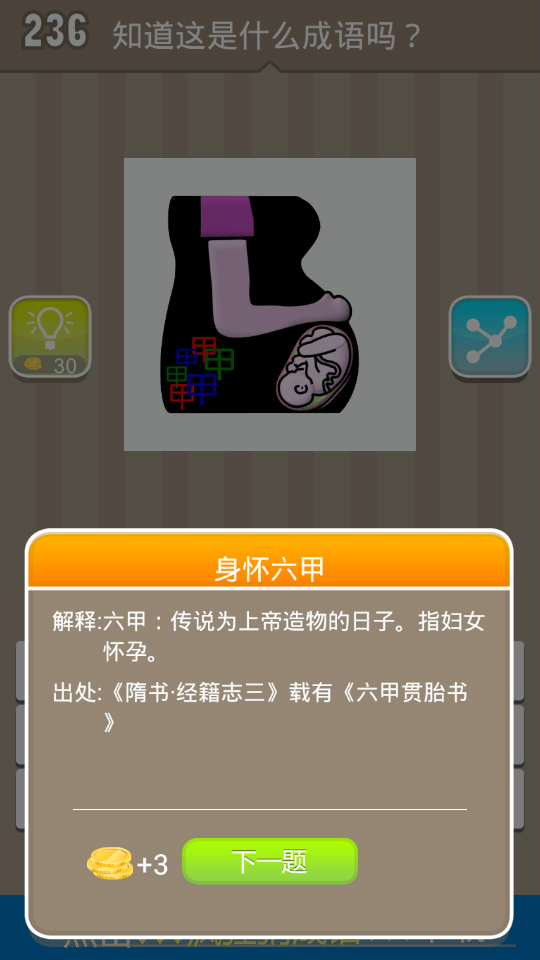 236
知道这是什么成语吗？
30
甲
甲
甲
甲
甲
甲
身怀六甲
解释:六甲：传说为上帝造物的日子。指妇女
怀孕。
出处:《隋书·经籍志三》载有《六甲贯胎书
》
+3
下一题